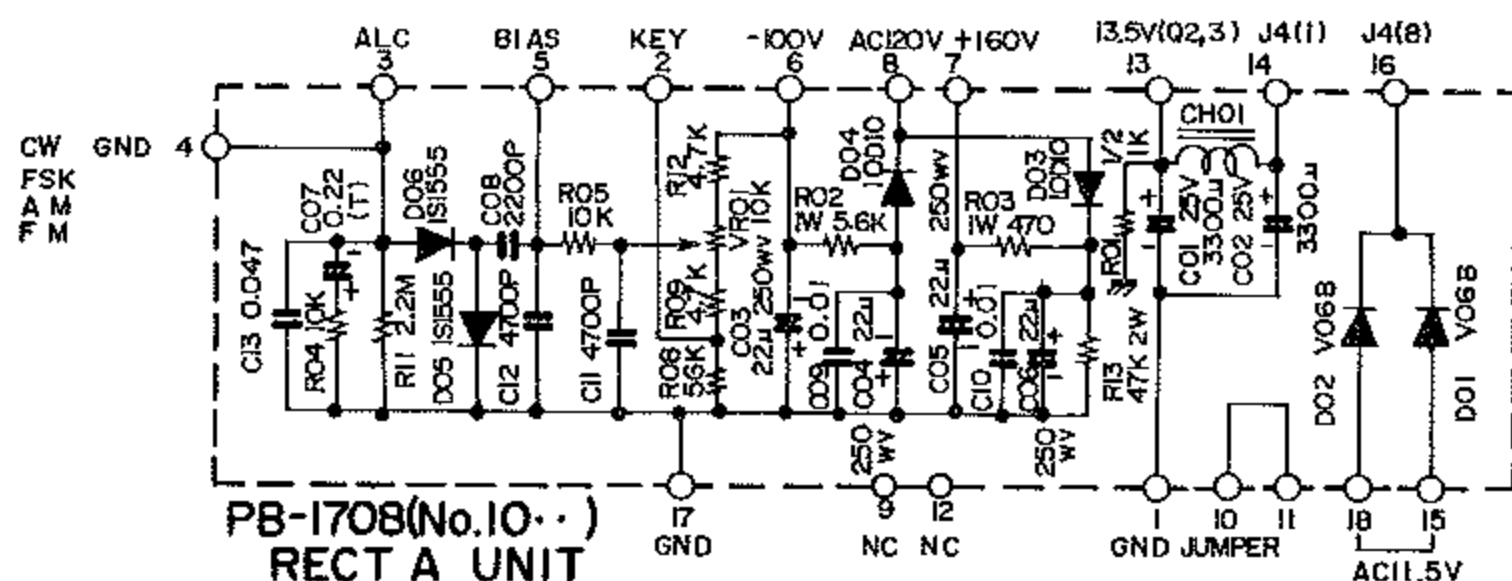 ALC BIAS KEY -100V AC120V +160V 13.5V(Q2,3) J4(1) J4(8)
3 5 2 6 8 7 13 14 16
CW GND 4
FSK
AM
FM
C13 0.047
R04 10K
C07 0.22 (T)
R11 2.2M
D06 1S1555
D05 1S1555
C08 2200P
C12 4700P
R05
10K
C11 4700P
R12 4.7K
VR01 10K
R09 4.7K
R08 56K
C03 22μ 250WV
R02
1W 5.6K
D04 10D10
C09 0.01
C04 22μ
250 WV
250WV
C05 22μ
R03
1W 470
D03 10D10
C10 0.01
C06 22μ
250 WV
R13 47K 2W
R01 1/2 1K
CH01
C01 25V 3300μ
C02 25V 3300μ
D02 V06B
D01 V06B
PB-1708(No.10··)
RECT A UNIT
17 9 12 1 10 11 18 15
GND NC NC GND JUMPER
AC11.5V